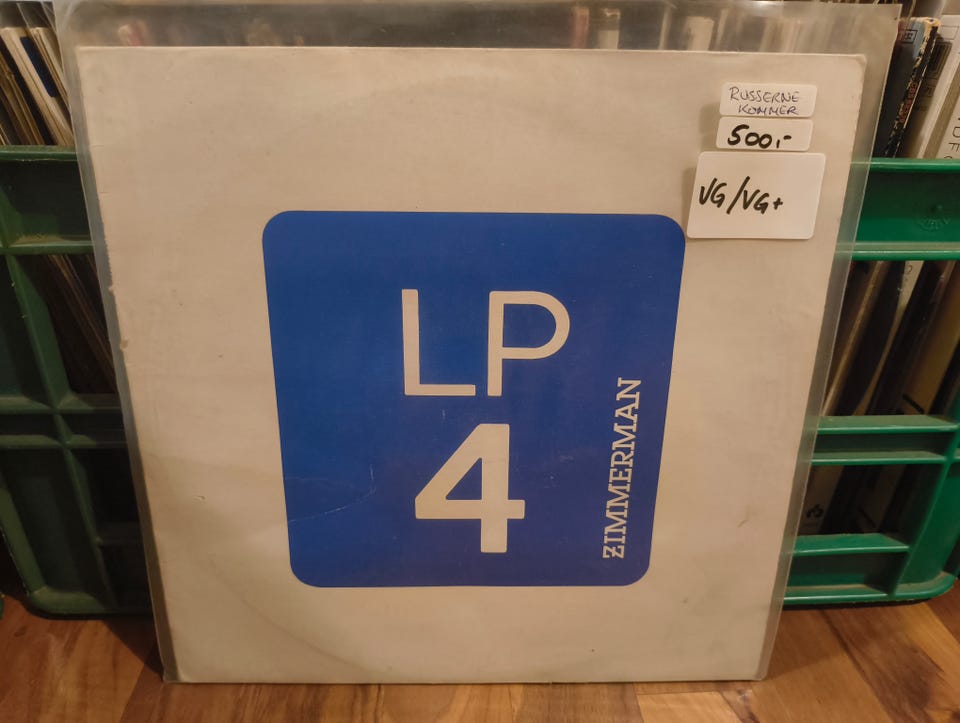 RUSSERNE
KOMMER
500,-
VG/VG+
LP
4
ZIMMERMAN